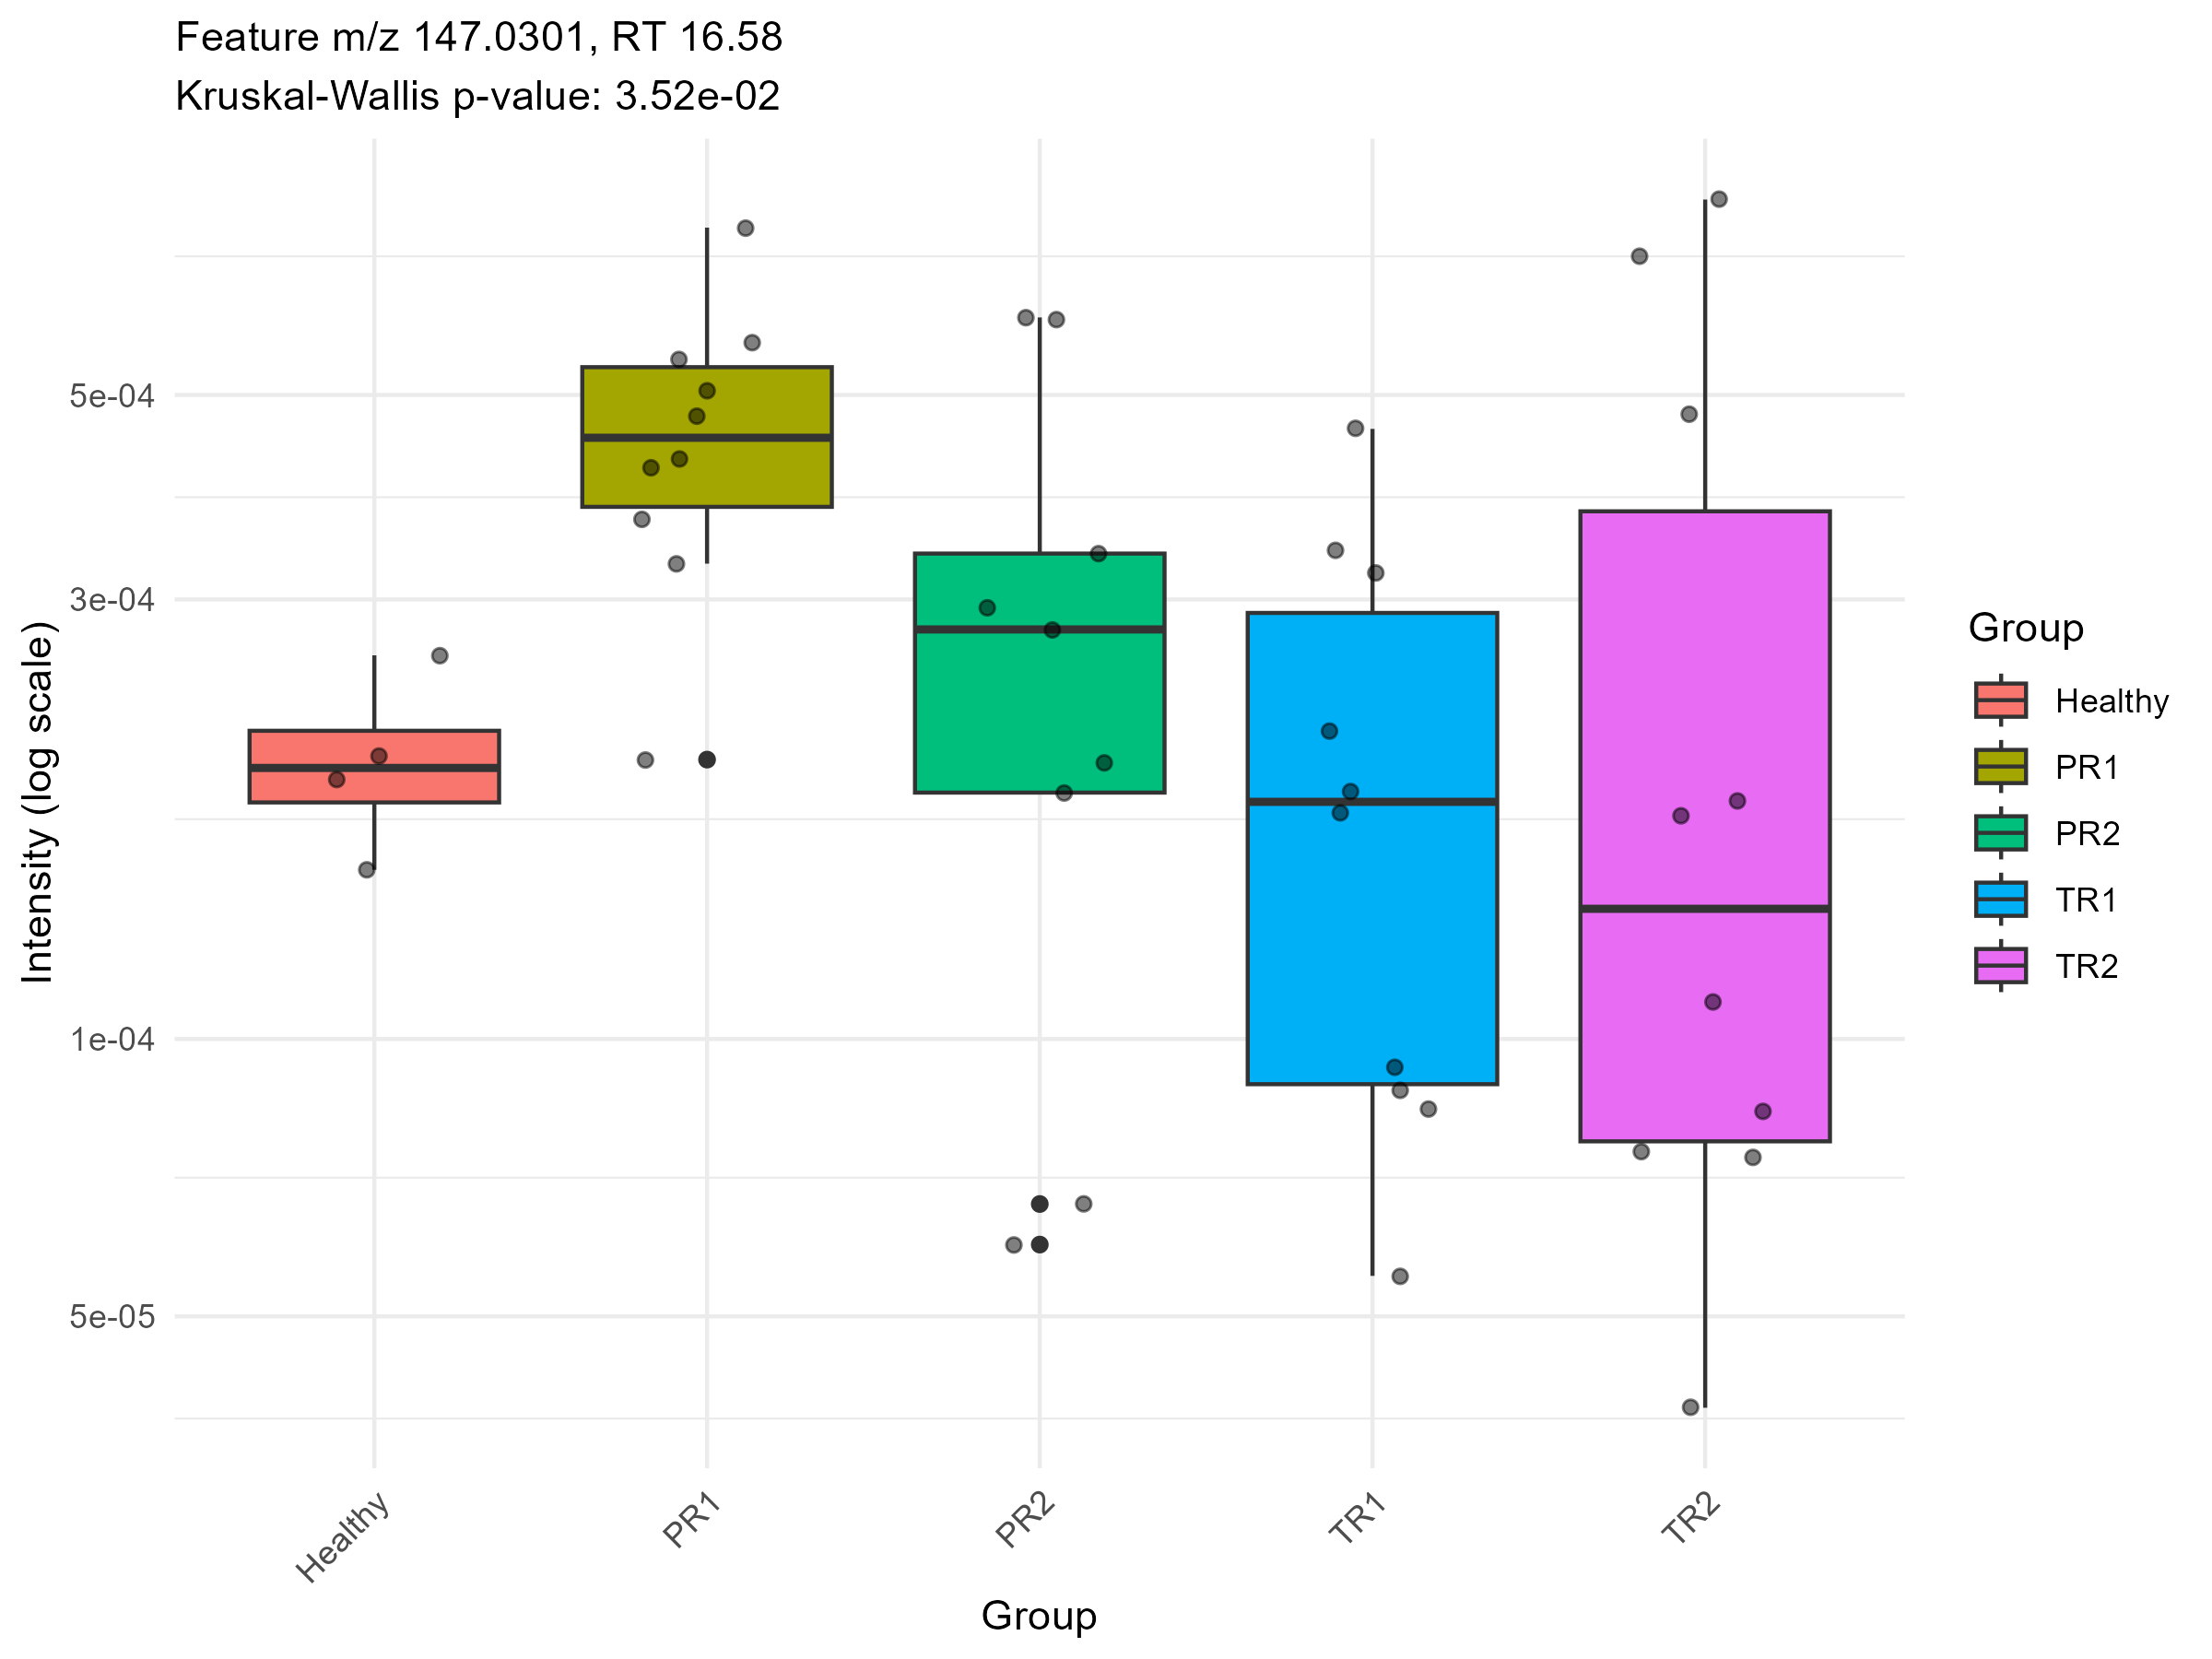 Feature m/z 147.0301, RT 16.58
Kruskal-Wallis p-value: 3.52e-02
Intensity (log scale)
5e-04
3e-04
1e-04
5e-05
Healthy
PR1
PR2
TR1
TR2
Group
Group
Healthy
PR1
PR2
TR1
TR2